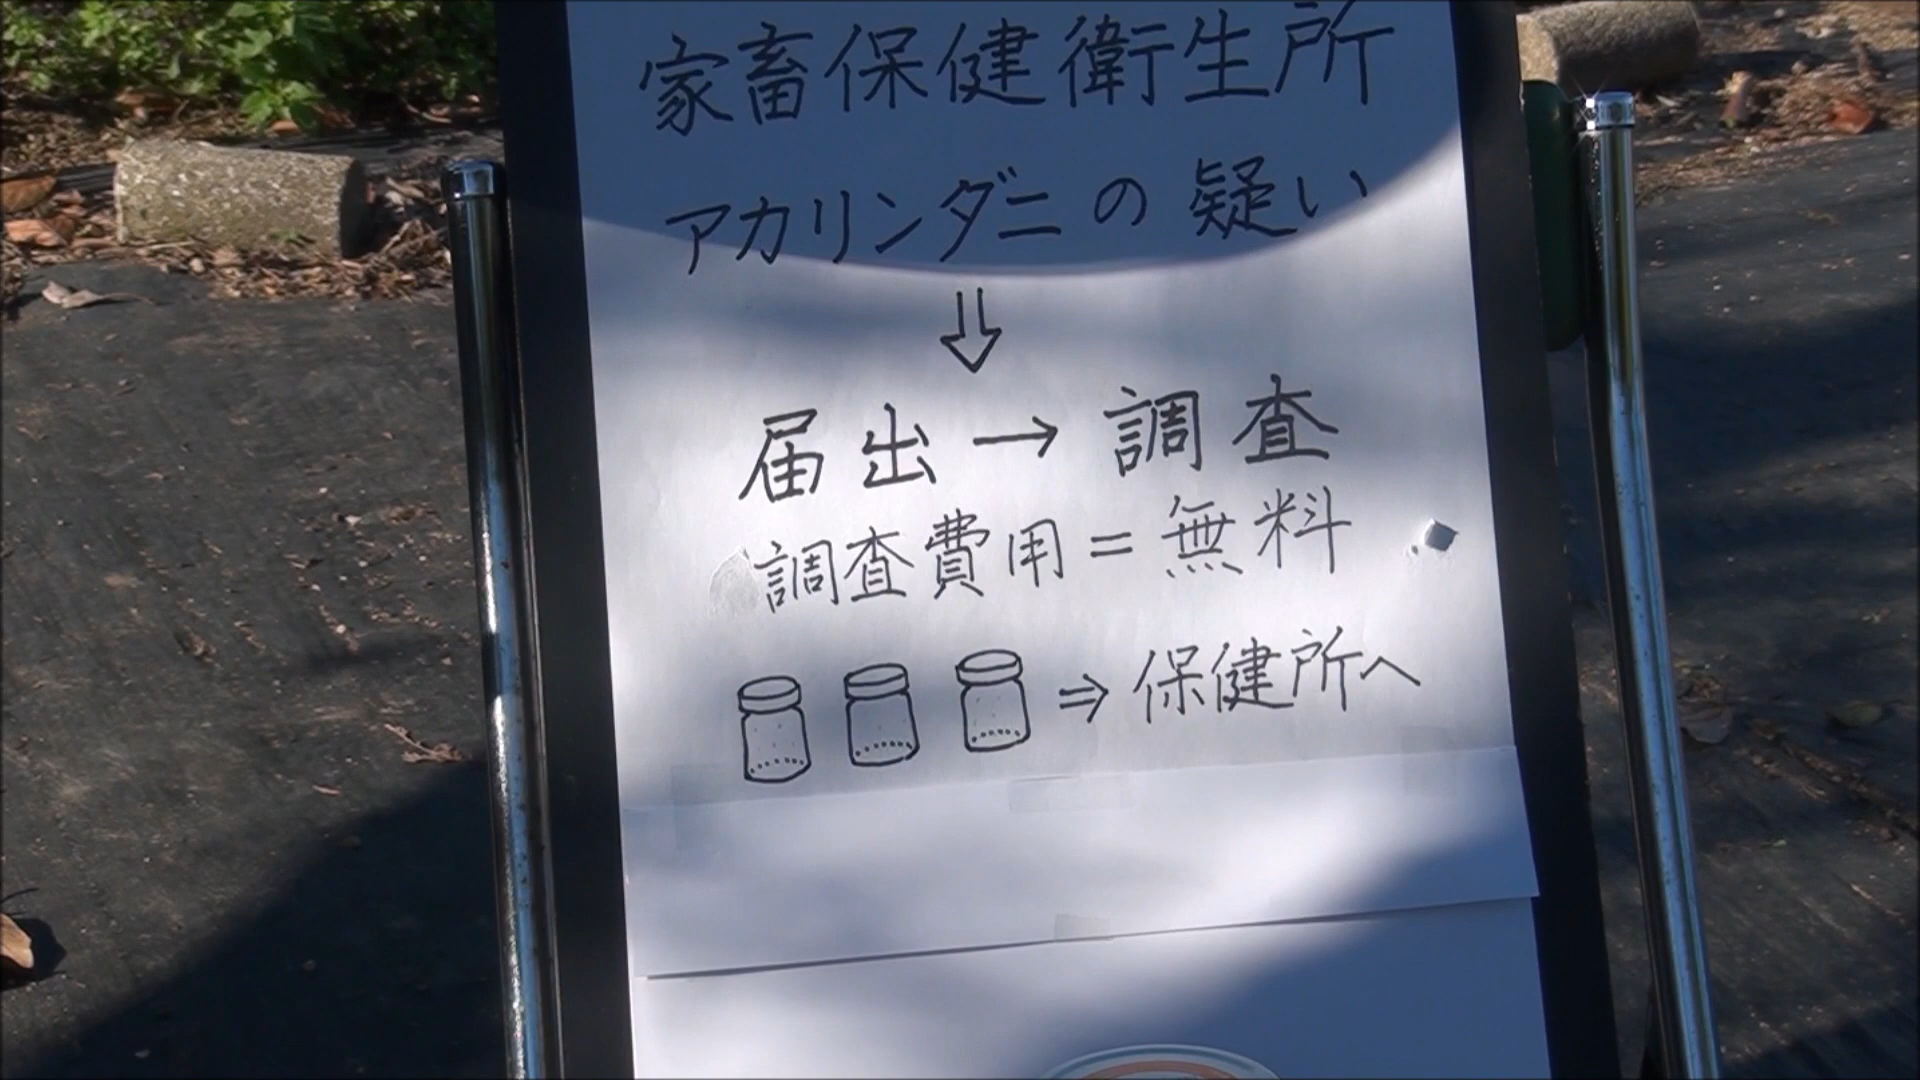 家畜保健衛生所
アカリンダニの疑い
⇓
届出→調査
調査費用=無料
⇒保健所へ